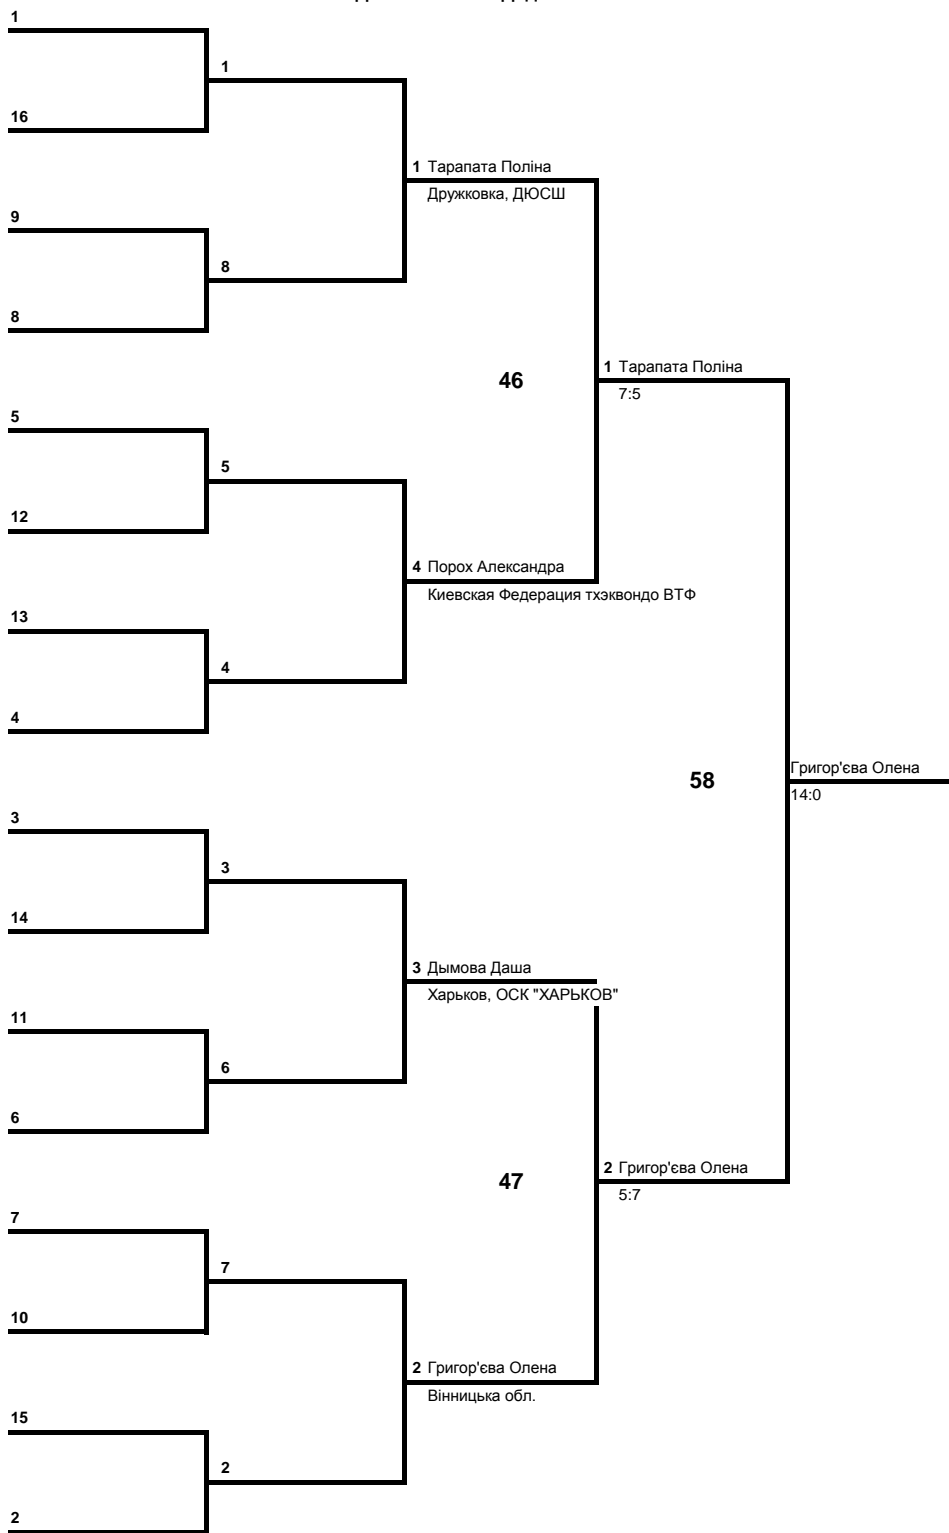 1
1
16
1 Тарапата Поліна
Дружковка, ДЮСШ
9
8
8
1 Тарапата Поліна
46
7:5
5
5
12
4 Порох Александра
Киевская Федерация тхэквондо ВТФ
13
4
4
Григор'єва Олена
58
14:0
3
3
14
3 Дымова Даша
Харьков, ОСК "ХАРЬКОВ"
11
6
6
2 Григор'єва Олена
47
5:7
7
7
10
2 Григор'єва Олена
Вінницька обл.
15
2
2